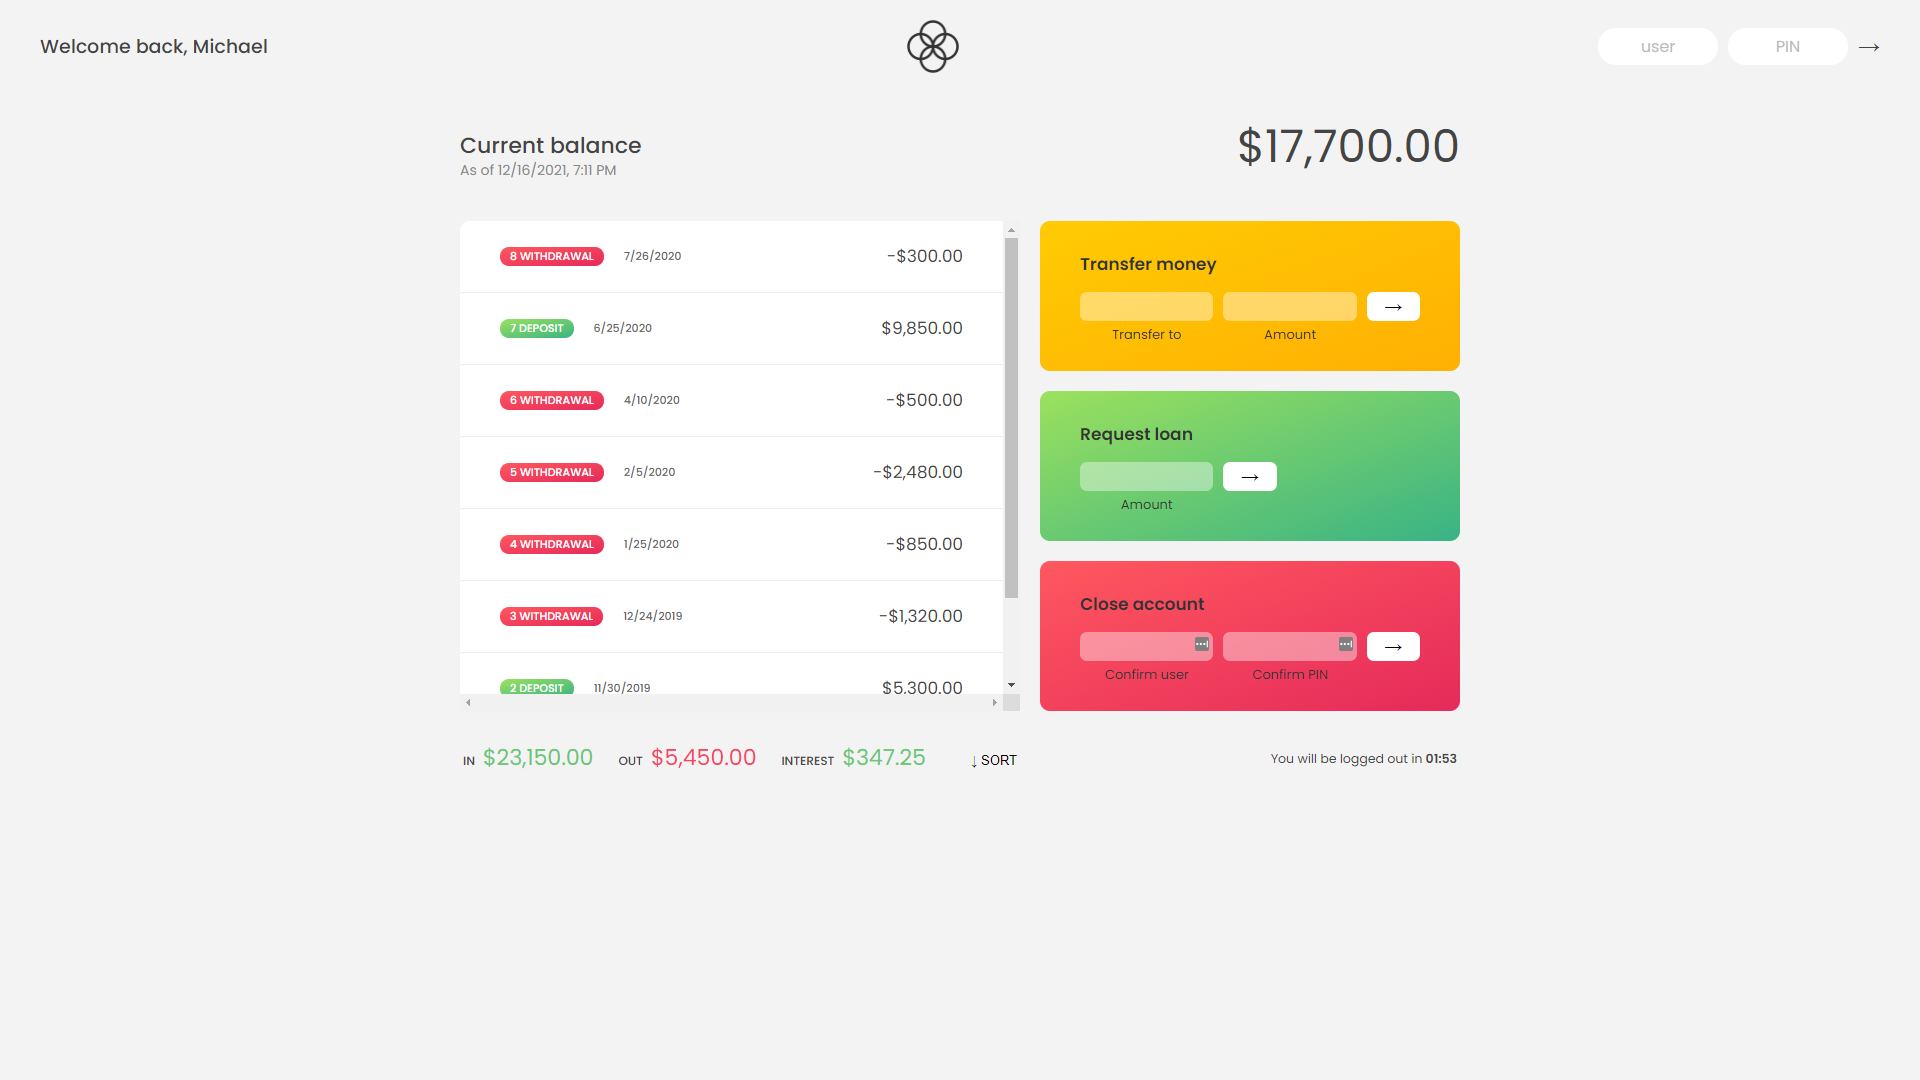 Welcome back, Michael
user
PIN
→
Current balance
As of 12/16/2021, 7:11 PM
$17,700.00
8 WITHDRAWAL 7/26/2020 -$300.00
7 DEPOSIT 6/25/2020 $9,850.00
6 WITHDRAWAL 4/10/2020 -$500.00
5 WITHDRAWAL 2/5/2020 -$2,480.00
4 WITHDRAWAL 1/25/2020 -$850.00
3 WITHDRAWAL 12/24/2019 -$1,320.00
2 DEPOSIT 11/30/2019 $5,300.00
Transfer money
→
Transfer to Amount
Request loan
→
Amount
Close account
→
Confirm user Confirm PIN
IN $23,150.00 OUT $5,450.00 INTEREST $347.25 ↓ SORT
You will be logged out in 01:53